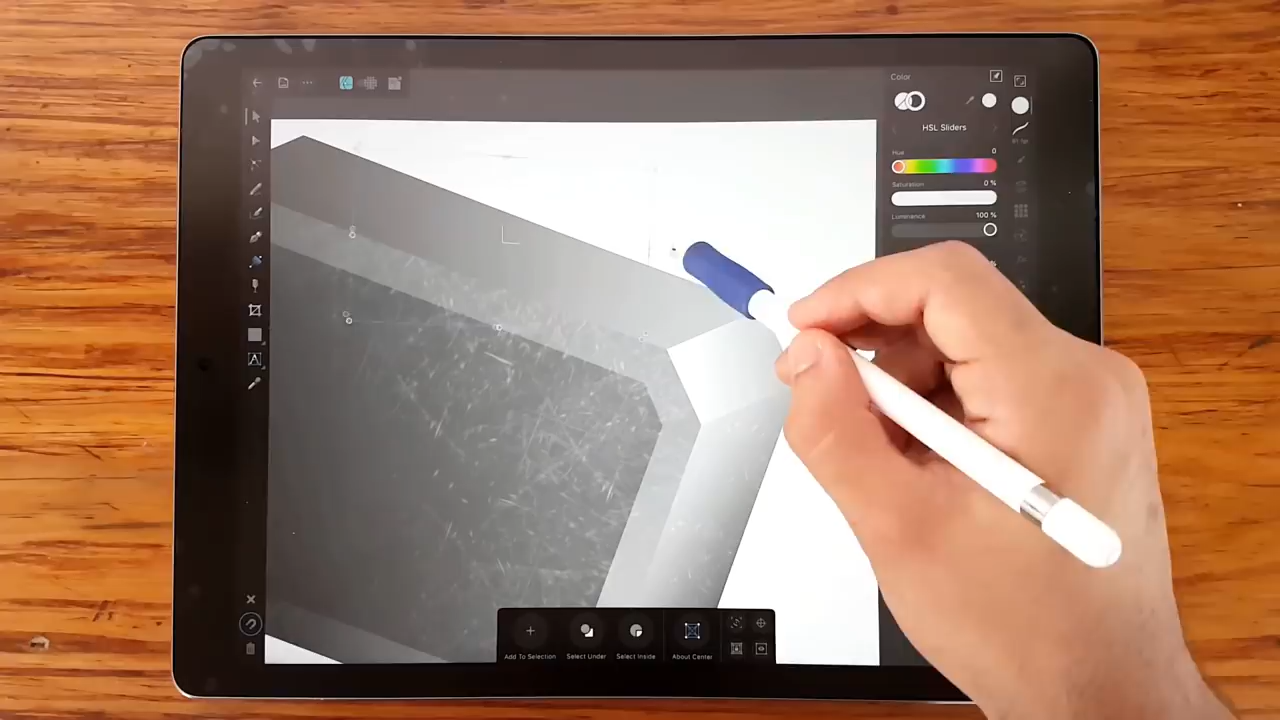 Color
HSL Sliders
Hue 0
Saturation 0 %
Luminance 100 %
%
A
Add To Selection
Select Under
Select Inside
About Center